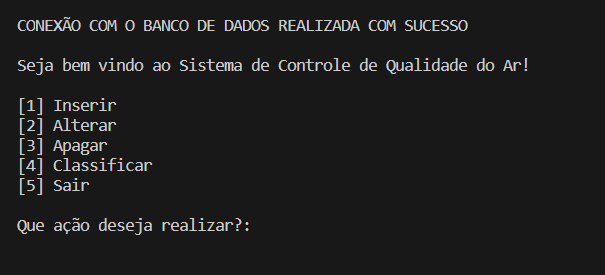 CONEXÃO COM O BANCO DE DADOS REALIZADA COM SUCESSO
Seja bem vindo ao Sistema de Controle de Qualidade do Ar!
[1] Inserir
[2] Alterar
[3] Apagar
[4] Classificar
[5] Sair
Que ação deseja realizar?: